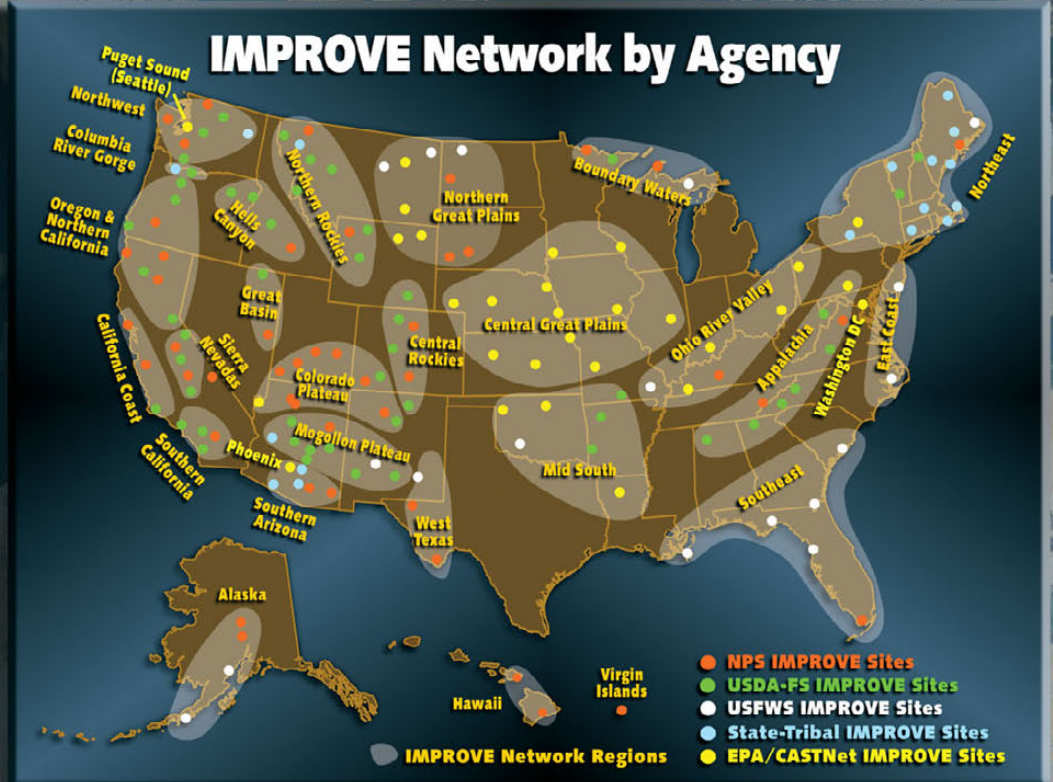 IMPROVE Network by Agency
Puget Sound
(Seattle)
Northwest
Columbia
River Gorge
Oregon &
Northern
California
Hells
Canyon
Northern Rockies
Northern
Great Plains
Boundary Waters
Northeast
Great
Basin
Sierra
Nevadas
California Coast
Central
Rockies
Central Great Plains
Ohio River Valley
Appalachia
Washington DC
East Coast
Colorado
Plateau
Mogollon Plateau
Phoenix
Southern
California
Southern
Arizona
West
Texas
Mid South
Southeast
Alaska
Hawaii
Virgin
Islands
NPS IMPROVE Sites
USDA-FS IMPROVE Sites
USFWS IMPROVE Sites
State-Tribal IMPROVE Sites
EPA/CASTNet IMPROVE Sites
IMPROVE Network Regions